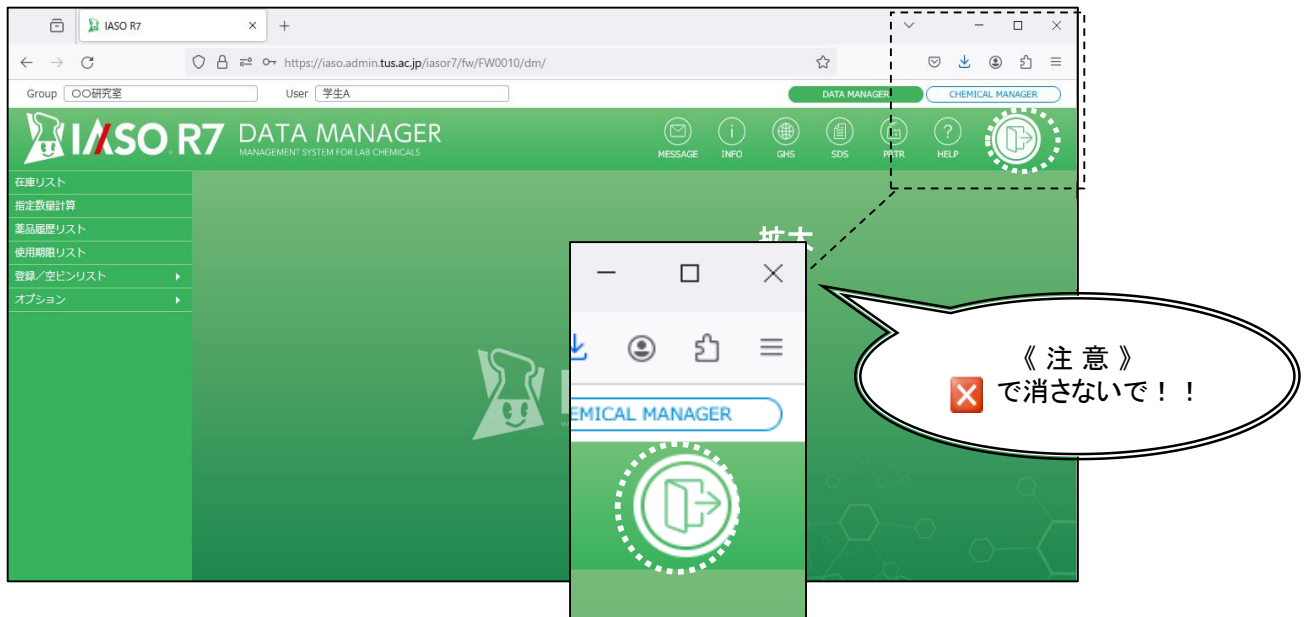 IASO R7
https://iaso.admin.tus.ac.jp/iasor7/fw/FW0010/dm/
Group 〇〇研究室 User 学生A DATA MANAGER CHEMICAL MANAGER
IASO R7 DATA MANAGER
MANAGEMENT SYSTEM FOR LAB CHEMICALS
MESSAGE INFO GHS SDS PRTR HELP
在庫リスト
指定数量計算
薬品履歴リスト
使用期限リスト
登録／空ビンリスト
オプション
拡大
EMICAL MANAGER
《 注 意 》
で消さないで！！